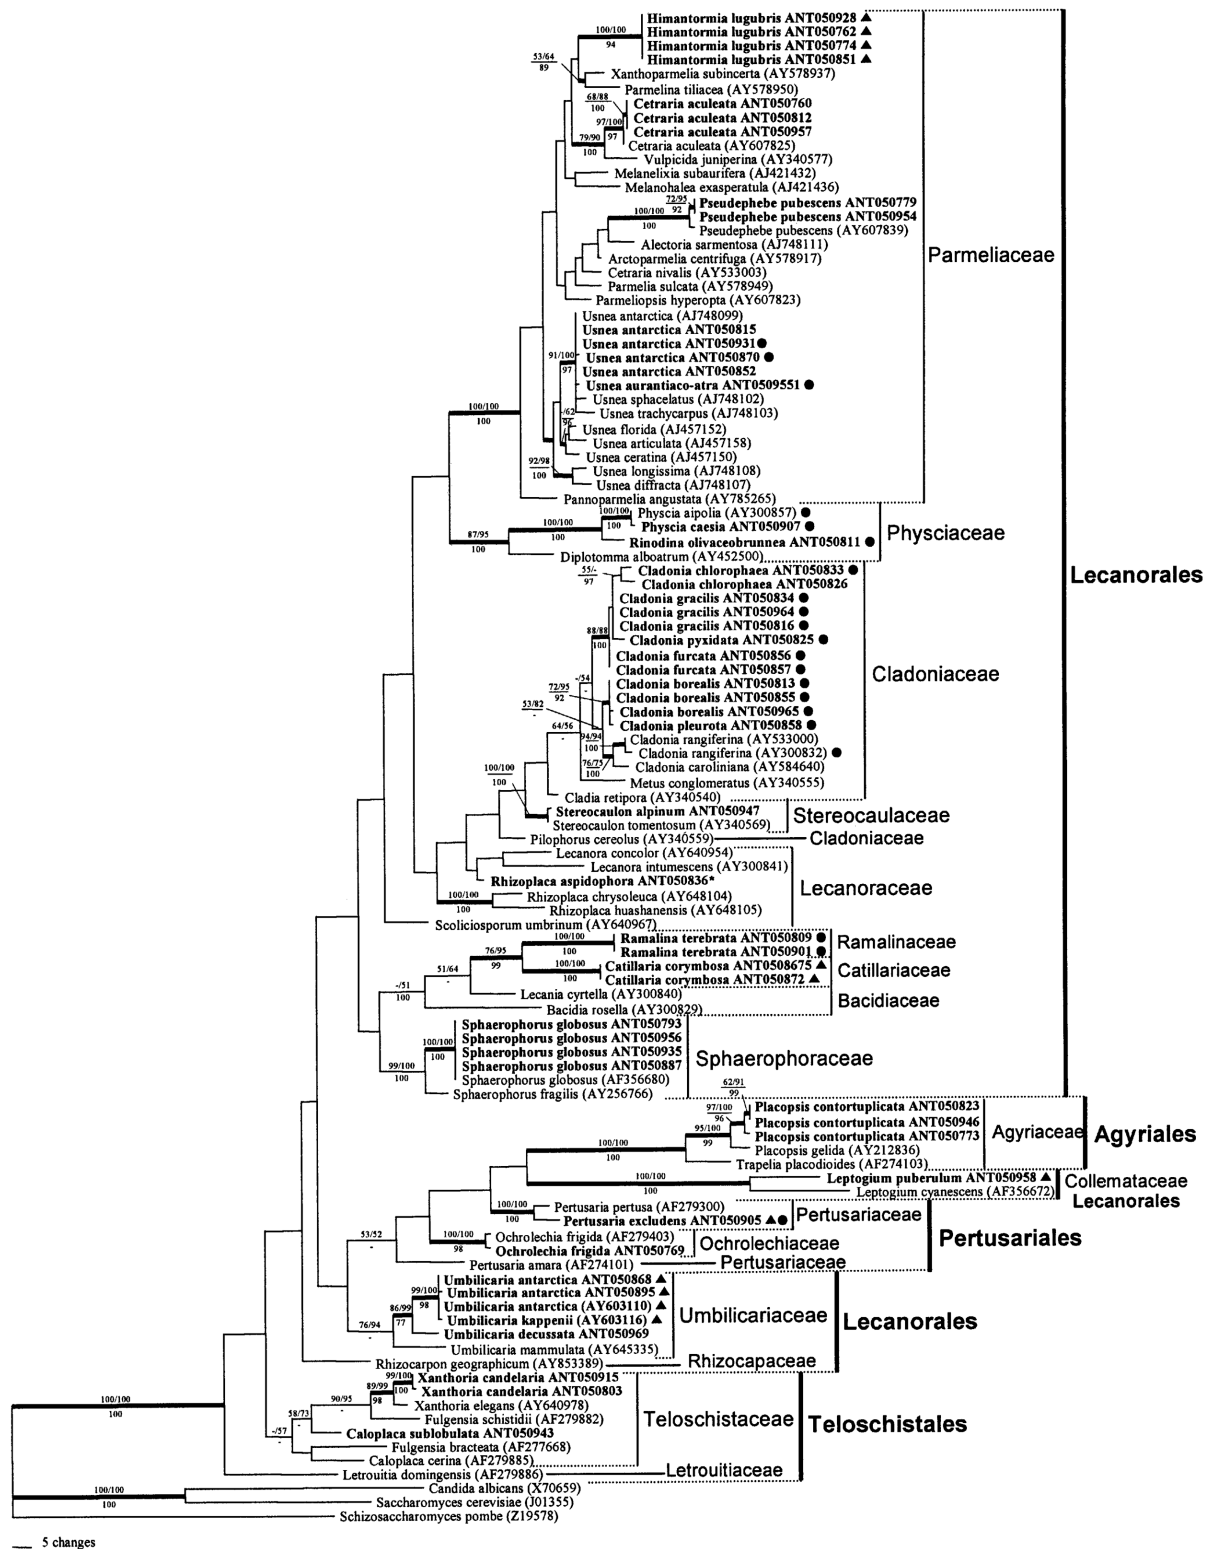 Himantormia lugubris ANT050928 ▲
Himantormia lugubris ANT050762 ▲
100/100
94
Himantormia lugubris ANT050774 ▲
Himantormia lugubris ANT050851 ▲
53/64
89
Xanthoparmelia subincerta (AY578937)
Parmelina tiliacea (AY578950)
68/88
100
Cetraria aculeata ANT050760
Cetraria aculeata ANT050812
97/100
97
Cetraria aculeata ANT050957
79/90
100
Cetraria aculeata (AY607825)
Vulpicida juniperina (AY340577)
Melanelixia subaurifera (AJ421432)
Melanohalea exasperatula (AJ421436)
72/95
92
Pseudephebe pubescens ANT050779
100/100
100
Pseudephebe pubescens ANT050954
Pseudephebe pubescens (AY607839)
Alectoria sarmentosa (AJ748111)
Parmeliaceae
Arctoparmelia centrifuga (AY578917)
Cetraria nivalis (AY533003)
Parmelia sulcata (AY578949)
Parmeliopsis hyperopta (AY607823)
Usnea antarctica (AJ748099)
Usnea antarctica ANT050815
Usnea antarctica ANT050931 ●
91/100
97
Usnea antarctica ANT050870 ●
Usnea antarctica ANT050852
Usnea aurantiaco-atra ANT0509551 ●
Usnea sphacelatus (AJ748102)
Usnea trachycarpus (AJ748103)
100/100
100
-/62
96
Usnea florida (AJ457152)
Usnea articulata (AJ457158)
Usnea ceratina (AJ457150)
92/98
100
Usnea longissima (AJ748108)
Usnea diffracta (AJ748107)
Pannoparmelia angustata (AY785265)
100/100
100
Physcia aipolia (AY300857) ●
Physcia caesia ANT050907 ●
Physciaceae
87/95
100
100/100
100
Rinodina olivaceobrunnea ANT050811 ●
Diplotomma alboatrum (AY452500)
55/-
97
Cladonia chlorophaea ANT050833 ●
Lecanorales
Cladonia chlorophaea ANT050826
Cladonia gracilis ANT050834 ●
Cladonia gracilis ANT050964 ●
Cladonia gracilis ANT050816 ●
88/88
100
Cladonia pyxidata ANT050825 ●
Cladonia furcata ANT050856 ●
Cladonia furcata ANT050857 ●
Cladoniaceae
-/54
-
Cladonia borealis ANT050813 ●
72/95
92
Cladonia borealis ANT050855 ●
53/82
-
Cladonia borealis ANT050965 ●
Cladonia pleurota ANT050858 ●
64/56
-
94/94
100
Cladonia rangiferina (AY533000)
Cladonia rangiferina (AY300832) ●
76/75
100
Cladonia caroliniana (AY584640)
Metus conglomeratus (AY340555)
100/100
100
Cladia retipora (AY340540)
Stereocaulon alpinum ANT050947
Stereocaulaceae
Stereocaulon tomentosum (AY340569)
Pilophorus cereolus (AY340559)
Cladoniaceae
Lecanora concolor (AY640954)
Lecanora intumescens (AY300841)
Rhizoplaca aspidophora ANT050836*
Lecanoraceae
100/100
100
Rhizoplaca chrysoleuca (AY648104)
Rhizoplaca huashanensis (AY648105)
Scoliciosporum umbrinum (AY640967)
100/100
100
Ramalina terebrata ANT050809 ●
Ramalinaceae
Ramalina terebrata ANT050901 ●
76/95
99
100/100
100
Catillaria corymbosa ANT0508675 ▲
Catillariaceae
Catillaria corymbosa ANT050872 ▲
51/64
-
Lecania cyrtella (AY300840)
Bacidiaceae
-/51
100
Bacidia rosella (AY300829)
Sphaerophorus globosus ANT050793
Sphaerophorus globosus ANT050956
100/100
100
Sphaerophorus globosus ANT050935
Sphaerophoraceae
Sphaerophorus globosus ANT050887
99/100
100
Sphaerophorus globosus (AF356680)
Sphaerophorus fragilis (AY256766)
62/91
99
Placopsis contortuplicata ANT050823
97/100
96
Placopsis contortuplicata ANT050946
95/100
99
Placopsis contortuplicata ANT050773
Agyriaceae
Agyriales
100/100
100
Placopsis gelida (AY212836)
Trapelia placodioides (AF274103)
100/100
100
Leptogium puberulum ANT050958 ▲
Collemataceae
Leptogium cyanescens (AF356672)
Lecanorales
100/100
100
Pertusaria pertusa (AF279300)
Pertusariaceae
Pertusaria excludens ANT050905 ▲●
100/100
98
Ochrolechia frigida (AF279403)
Ochrolechiaceae
Pertusariales
53/52
-
Ochrolechia frigida ANT050769
Pertusaria amara (AF274101)
Pertusariaceae
Umbilicaria antarctica ANT050868 ▲
99/100
98
Umbilicaria antarctica ANT050895 ▲
86/99
77
Umbilicaria antarctica (AY603110) ▲
Umbilicariaceae
Lecanorales
Umbilicaria kappenii (AY603116) ▲
76/94
-
Umbilicaria decussata ANT050969
Umbilicaria mammulata (AY645335)
Rhizocarpon geographicum (AY853389)
Rhizocapaceae
99/100
100
Xanthoria candelaria ANT050915
89/99
98
Xanthoria candelaria ANT050803
90/95
-
Xanthoria elegans (AY640978)
58/73
-
Fulgensia schistidii (AF279882)
Teloschistaceae
Teloschistales
-/57
-
Caloplaca sublobulata ANT050943
Fulgensia bracteata (AF277668)
Caloplaca cerina (AF279885)
100/100
100
Letrouitia domingensis (AF279886)
Letrouitiaceae
100/100
100
Candida albicans (X70659)
Saccharomyces cerevisiae (J01355)
Schizosaccharomyces pombe (Z19578)
5 changes